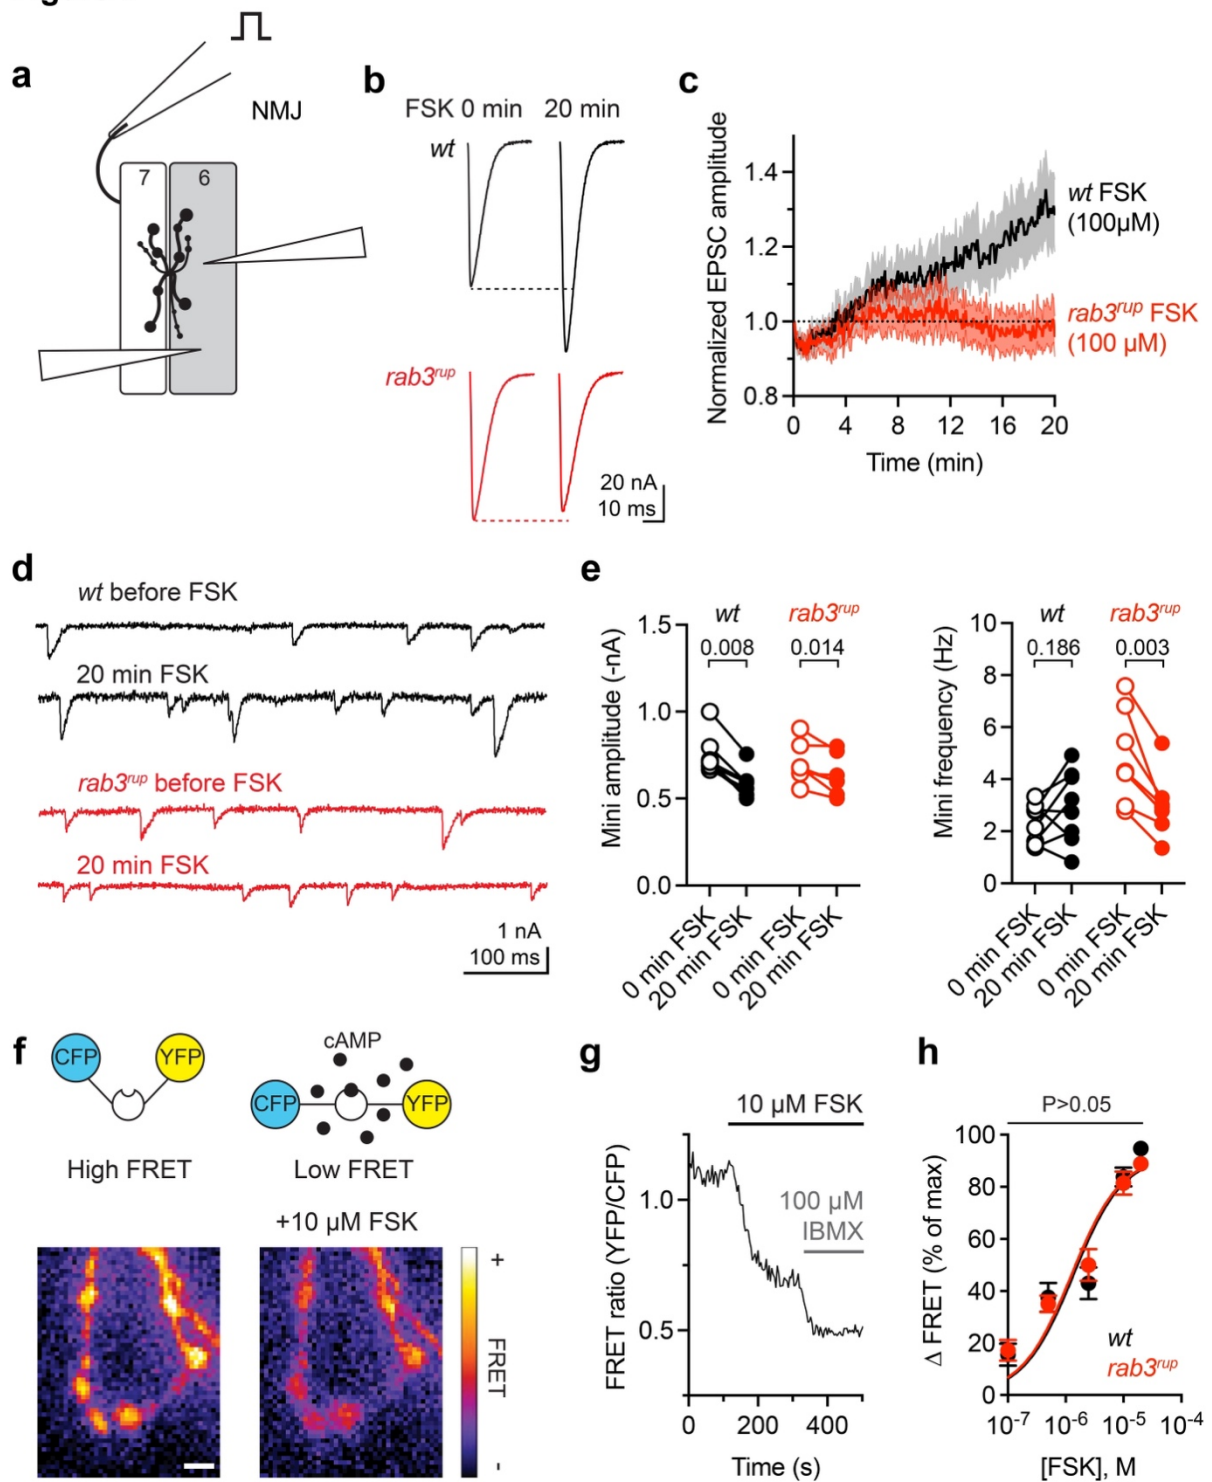 a
NMJ
7
6
b
FSK 0 min
20 min
wt
rab3rup
20 nA
10 ms
c
Normalized EPSC amplitude
1.4
1.2
1.0
0.8
0
4
8
12
16
20
Time (min)
wt FSK
(100µM)
rab3rup FSK
(100 µM)
d
wt before FSK
20 min FSK
rab3rup before FSK
20 min FSK
1 nA
100 ms
e
Mini amplitude (-nA)
1.5
1.0
0.5
0.0
wt
rab3rup
0.008
0.014
0 min FSK
20 min FSK
0 min FSK
20 min FSK
Mini frequency (Hz)
10
8
6
4
2
0
wt
rab3rup
0.186
0.003
0 min FSK
20 min FSK
0 min FSK
20 min FSK
f
CFP
YFP
High FRET
cAMP
CFP
YFP
Low FRET
+10 µM FSK
+
FRET
-
g
10 µM FSK
100 µM
IBMX
FRET ratio (YFP/CFP)
1.0
0.5
0
200
400
Time (s)
h
P>0.05
Δ FRET (% of max)
100
80
60
40
20
0
wt
rab3rup
10-7
10-6
10-5
10-4
[FSK], M